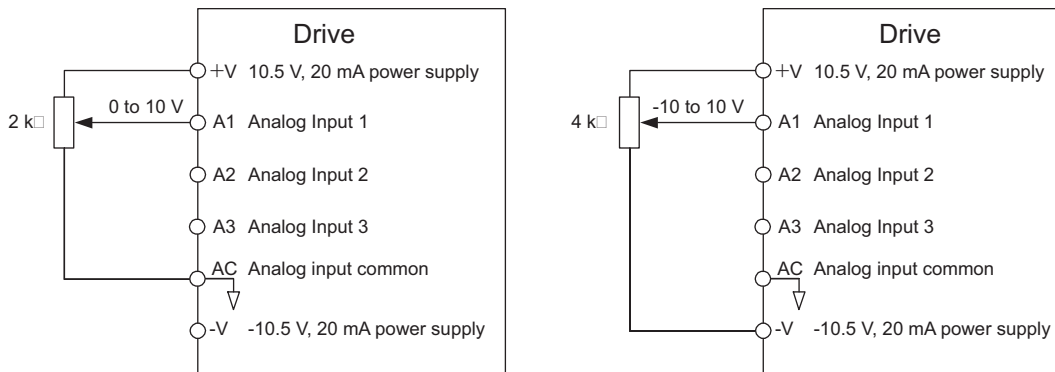 Drive
+V 10.5 V, 20 mA power supply
0 to 10 V
2 k□
A1 Analog Input 1
A2 Analog Input 2
A3 Analog Input 3
AC Analog input common
-V -10.5 V, 20 mA power supply
Drive
+V 10.5 V, 20 mA power supply
-10 to 10 V
4 k□
A1 Analog Input 1
A2 Analog Input 2
A3 Analog Input 3
AC Analog input common
-V -10.5 V, 20 mA power supply